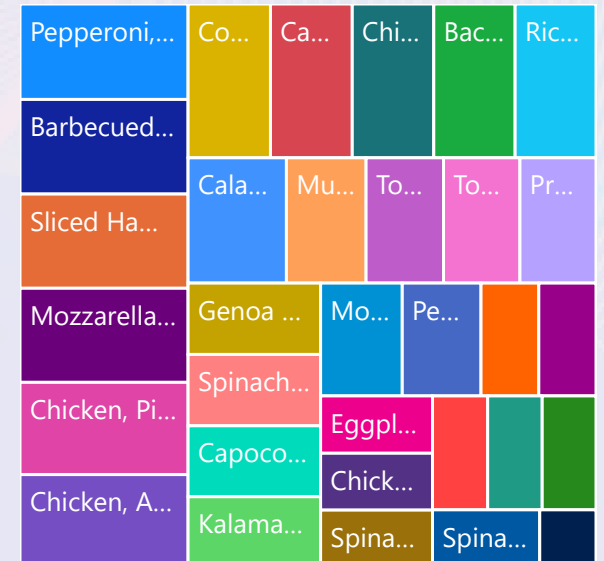 Pepperoni,...
Barbecued...
Sliced Ha...
Mozzarella...
Chicken, Pi...
Chicken, A...
Co...
Ca...
Chi...
Bac...
Ric...
Cala...
Mu...
To...
To...
Pr...
Genoa ...
Spinach...
Capoco...
Kalama...
Mo...
Pe...
Eggpl...
Chick...
Spina...
Spina...